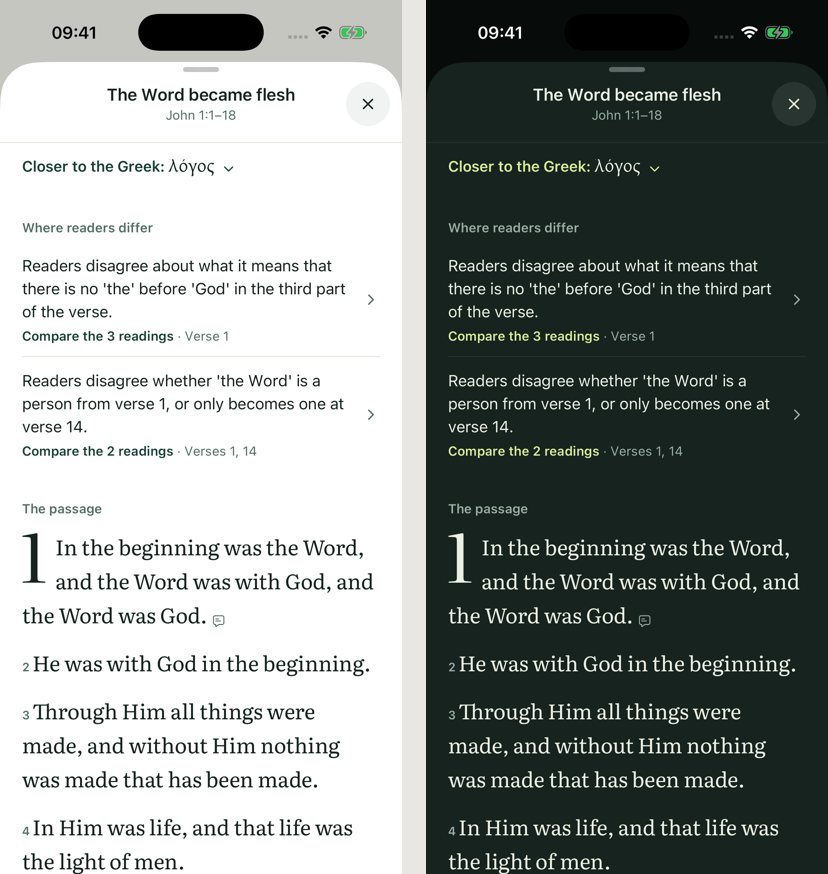 09:41
The Word became flesh
John 1:1–18
Closer to the Greek: λόγος
Where readers differ
Readers disagree about what it means that
there is no 'the' before 'God' in the third part
of the verse.
Compare the 3 readings · Verse 1
Readers disagree whether 'the Word' is a
person from verse 1, or only becomes one at
verse 14.
Compare the 2 readings · Verses 1, 14
The passage
1 In the beginning was the Word,
and the Word was with God, and
the Word was God.
2 He was with God in the beginning.
3 Through Him all things were
made, and without Him nothing
was made that has been made.
4 In Him was life, and that life was
the light of men.
09:41
The Word became flesh
John 1:1–18
Closer to the Greek: λόγος
Where readers differ
Readers disagree about what it means that
there is no 'the' before 'God' in the third part
of the verse.
Compare the 3 readings · Verse 1
Readers disagree whether 'the Word' is a
person from verse 1, or only becomes one at
verse 14.
Compare the 2 readings · Verses 1, 14
The passage
1 In the beginning was the Word,
and the Word was with God, and
the Word was God.
2 He was with God in the beginning.
3 Through Him all things were
made, and without Him nothing
was made that has been made.
4 In Him was life, and that life was
the light of men.